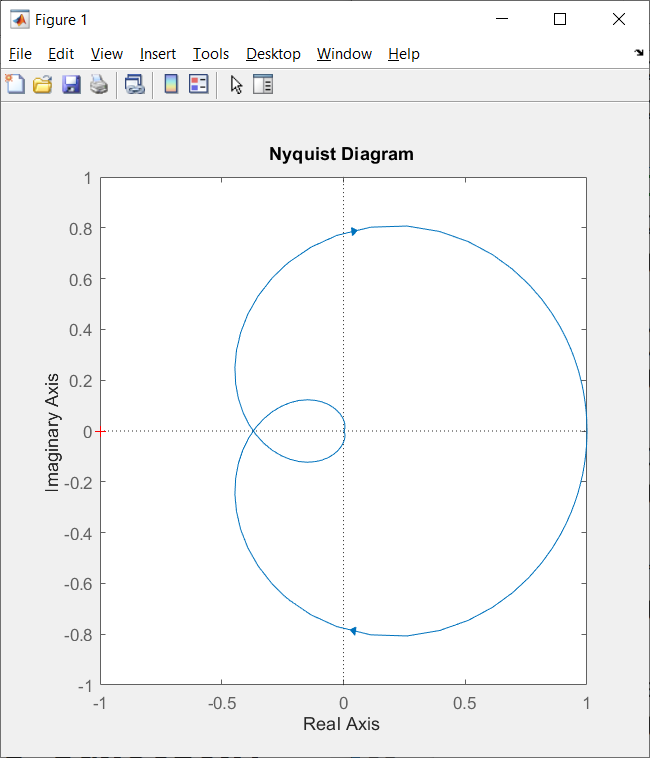 Figure 1
File Edit View Insert Tools Desktop Window Help
Nyquist Diagram
1
0.8
0.6
0.4
0.2
0
-0.2
-0.4
-0.6
-0.8
-1
Imaginary Axis
-1 -0.5 0 0.5 1
Real Axis